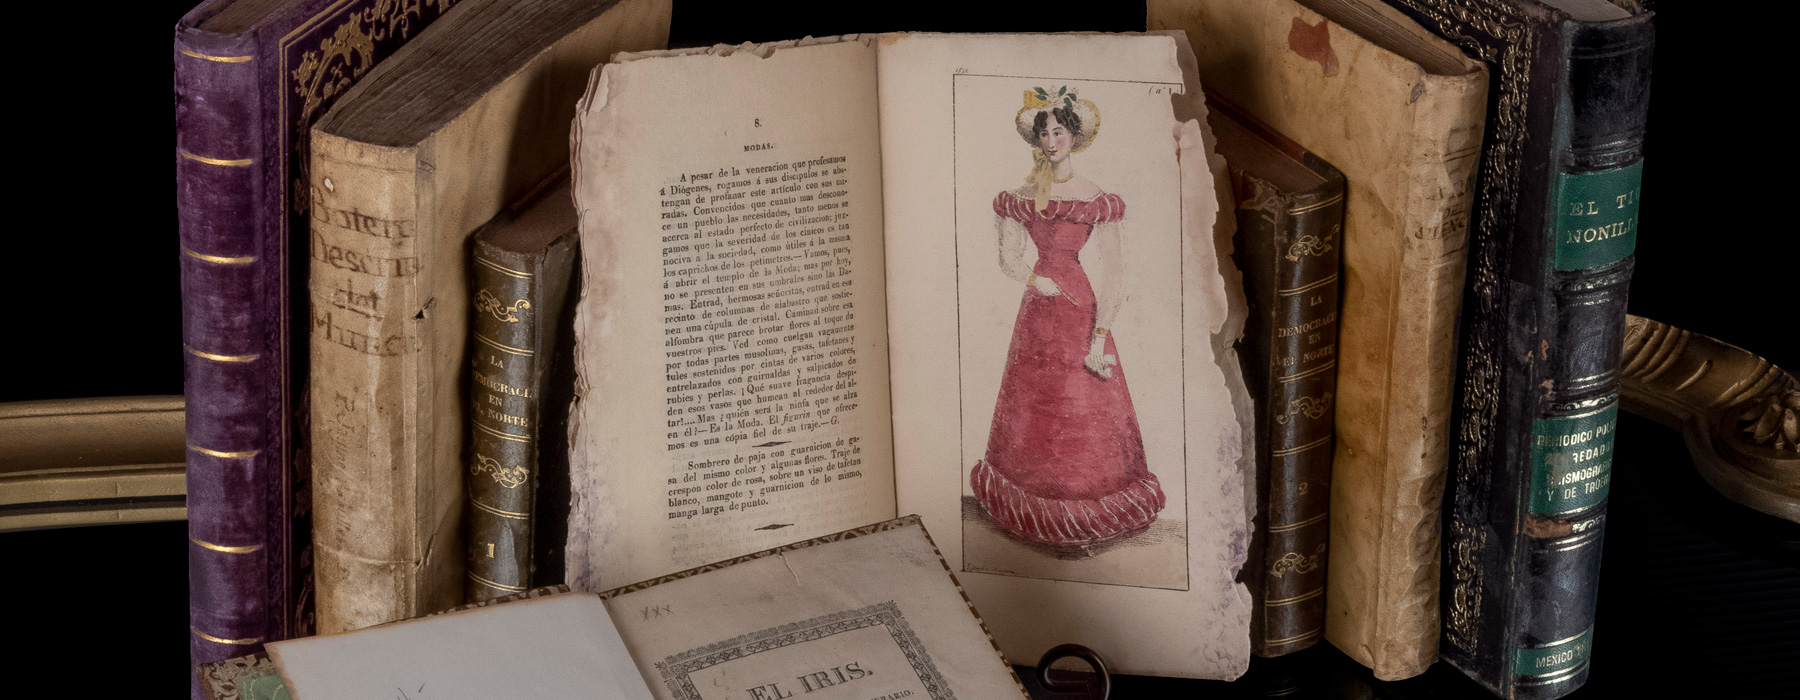 Botero
LA
EN
EL NORTE
1
8.
MODAS.
A pesar de la veneracion que profesamos
á Diógenes, rogamos á sus discípulos se abs-
tengan de profanar este artículo con sus mi-
radas. Convencidos que cuanto mas descono-
ce un pueblo las necesidades, tanto menos se
acerca al estado perfecto de civilizacion; juz-
gamos que la severidad de los cínicos es tan
nociva a la sociedad, como útiles á la misma
los caprichos de los petimetres.—Vamos, pues,
á abrir el templo de la Moda; mas por hoy,
no se presenten en sus umbrales sino las Da-
mas. Entrad, hermosas señoritas, entrad en ese
recinto de columnas de alabastro que sostie-
nen una cúpula de cristal. Caminad sobre esa
alfombra que parece brotar flores al toque de
vuestros pies. Ved como cuelgan vagamente
por todas partes musolinas, gasas, tafetanes y
tules sostenidos por cintas de varios colores,
entrelazados con guirnaldas y salpicados de
rubies y perlas. ¡Qué suave fragancia despi-
den esos vasos que humean al rededor del al-
tar!.... Mas ¿quién será la ninfa que se alza
en él?—Es la Moda. El figurin que ofrece-
mos es una cópia fiel de su traje.—G.
Sombrero de paja con guarnicion de ga-
sa del mismo color y algunas flores. Traje de
crespon color de rosa, sobre un viso de tafetan
blanco, mangote y guarnicion de lo mismo,
manga larga de punto.
EL IRIS.
LA
DEMOCRACI
EN
EL NORTE
2
EL TI
NONILL
PERIODICO POL
REDA
Y DE TROF
MEXICO